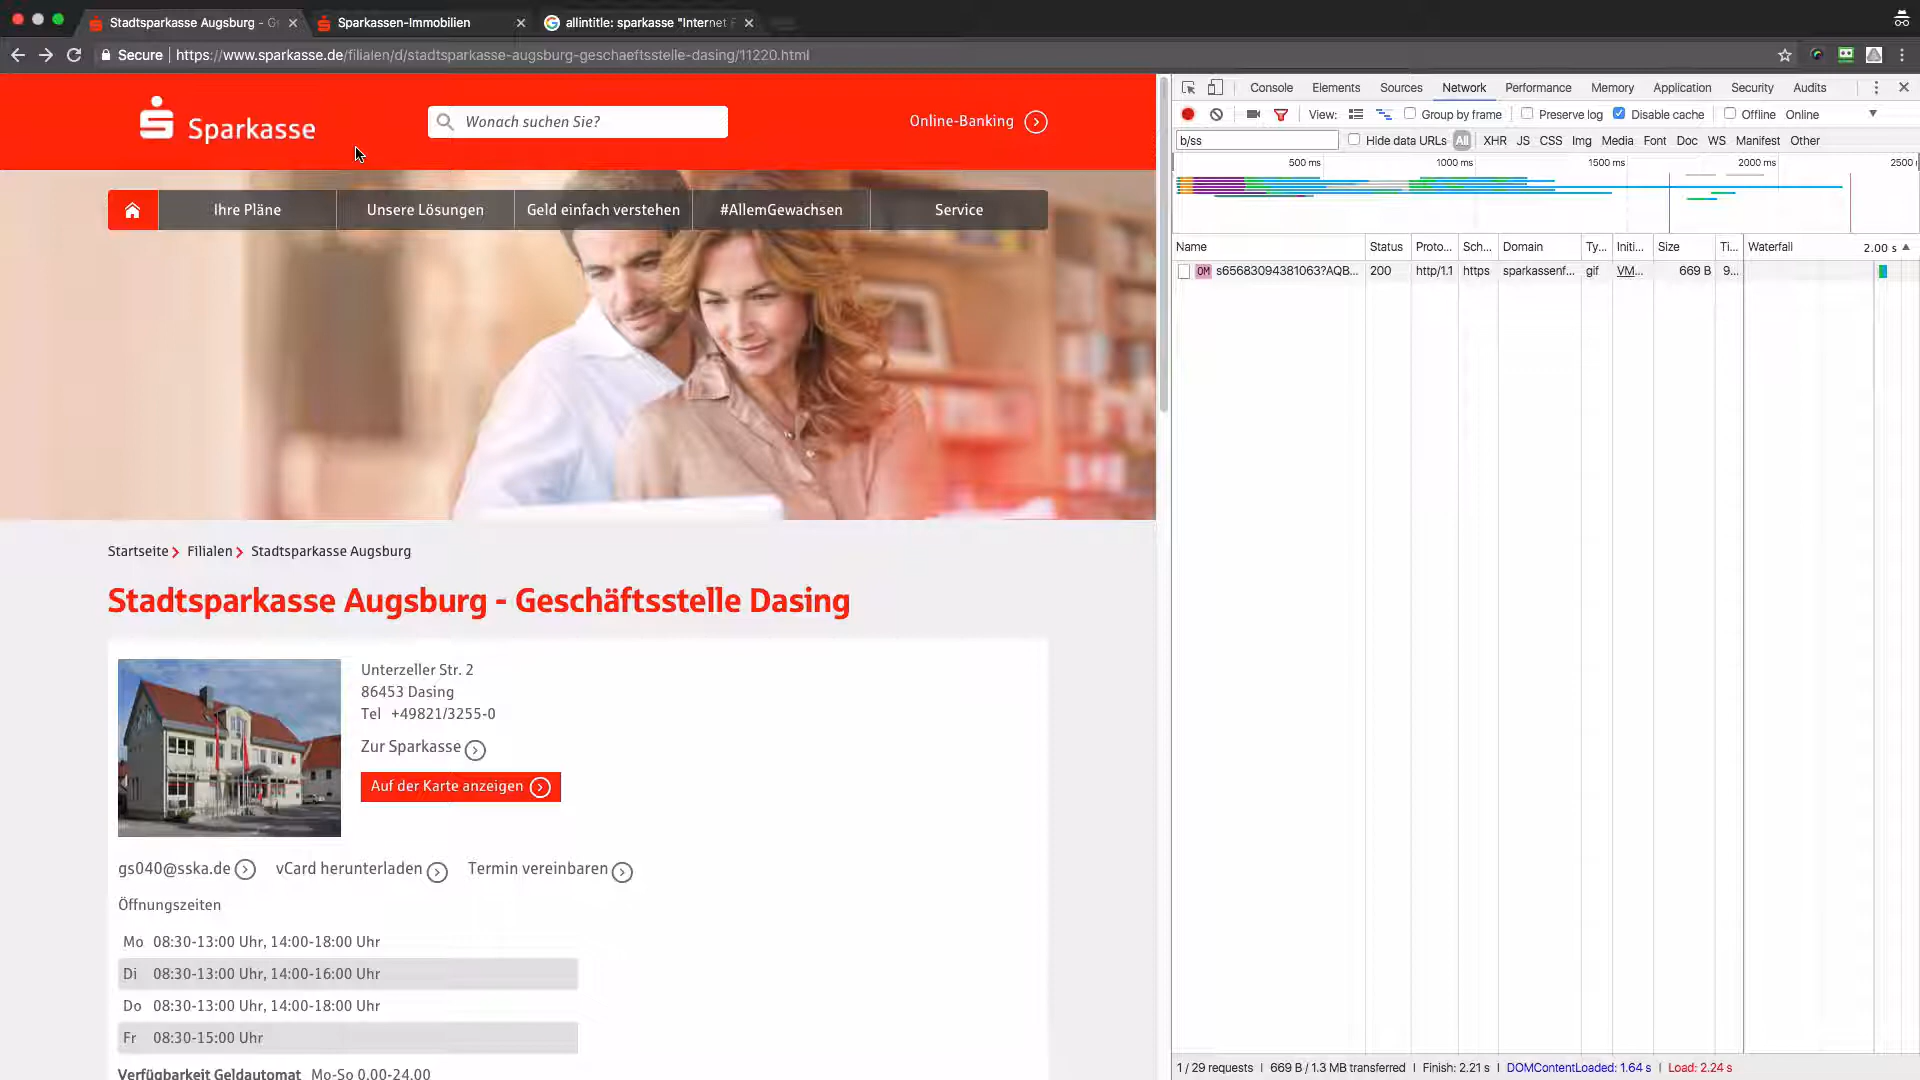 Stadtsparkasse Augsburg - G
Sparkassen-Immobilien
allintitle: sparkasse "Internet F
Secure
https://www.sparkasse.de/filialen/d/stadtsparkasse-augsburg-geschaeftsstelle-dasing/11220.html
Sparkasse
Wonach suchen Sie?
Online-Banking
Ihre Pläne
Unsere Lösungen
Geld einfach verstehen
#AllemGewachsen
Service
Startseite
Filialen
Stadtsparkasse Augsburg
Stadtsparkasse Augsburg - Geschäftsstelle Dasing
Unterzeller Str. 2
86453 Dasing
Tel +49821/3255-0
Zur Sparkasse
Auf der Karte anzeigen
gs040@sska.de
vCard herunterladen
Termin vereinbaren
Öffnungszeiten
Mo 08:30-13:00 Uhr, 14:00-18:00 Uhr
Di 08:30-13:00 Uhr, 14:00-16:00 Uhr
Do 08:30-13:00 Uhr, 14:00-18:00 Uhr
Fr 08:30-15:00 Uhr
Verfügbarkeit Geldautomat Mo-So 0.00-24.00
Console Elements Sources Network Performance Memory Application Security Audits
View: Group by frame Preserve log Disable cache Offline Online
b/ss Hide data URLs All XHR JS CSS Img Media Font Doc WS Manifest Other
500 ms 1000 ms 1500 ms 2000 ms 2500
Name Status Proto... Sch... Domain Ty... Initi... Size Ti... Waterfall 2.00 s
OM s65683094381063?AQB... 200 http/1.1 https sparkassenf... gif VM... 669 B 9...
1 / 29 requests | 669 B / 1.3 MB transferred | Finish: 2.21 s | DOMContentLoaded: 1.64 s | Load: 2.24 s